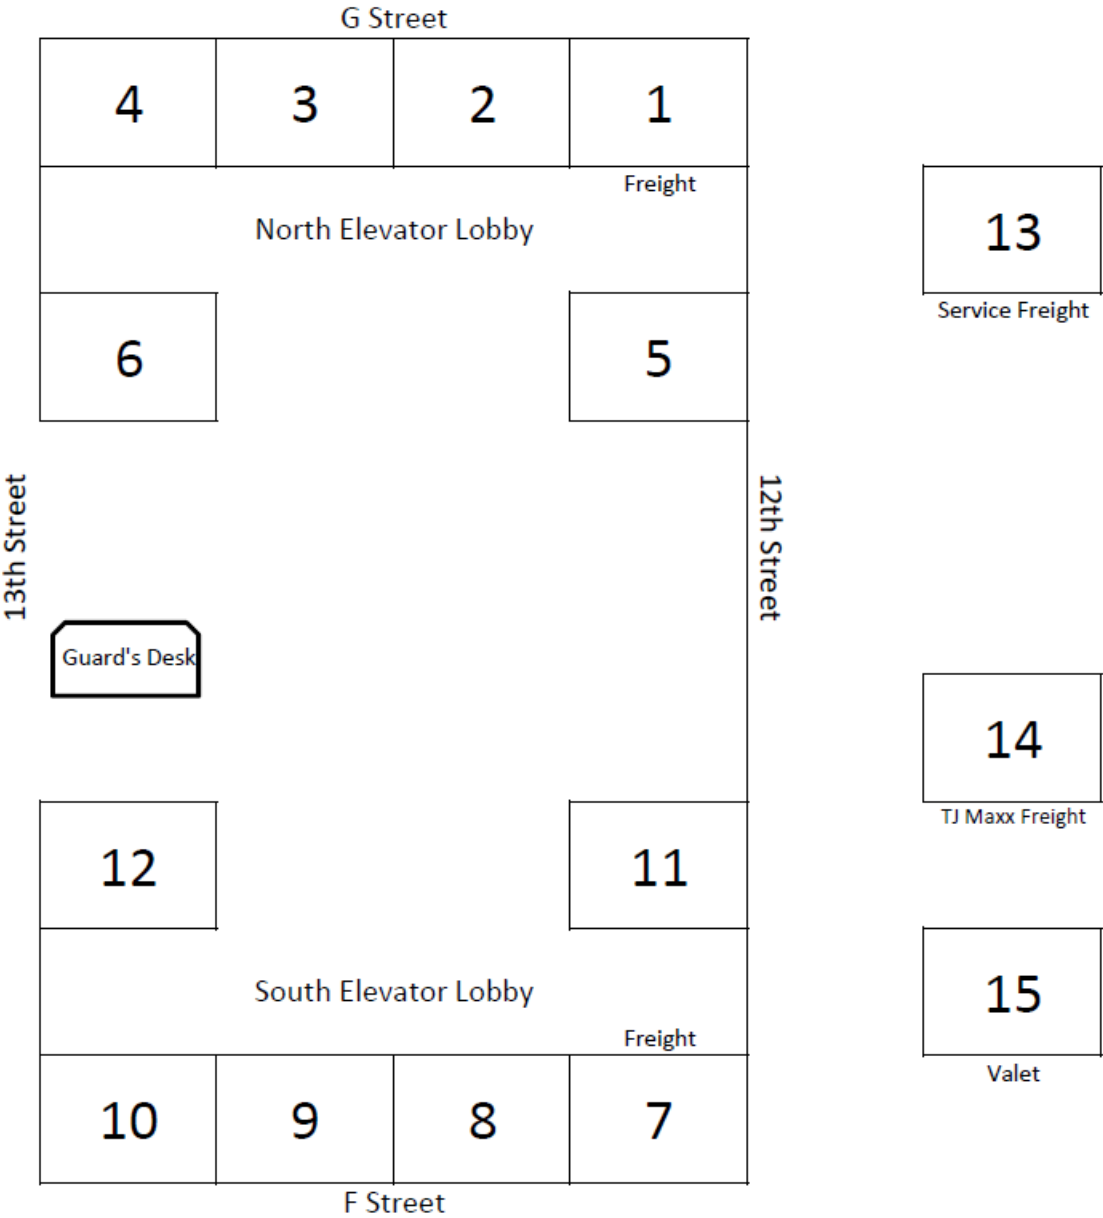 G Street
4 3 2 1
Freight
North Elevator Lobby
13
Service Freight
6 5
13th Street
12th Street
Guard's Desk
14
TJ Maxx Freight
12 11
South Elevator Lobby
15
Freight
Valet
10 9 8 7
F Street